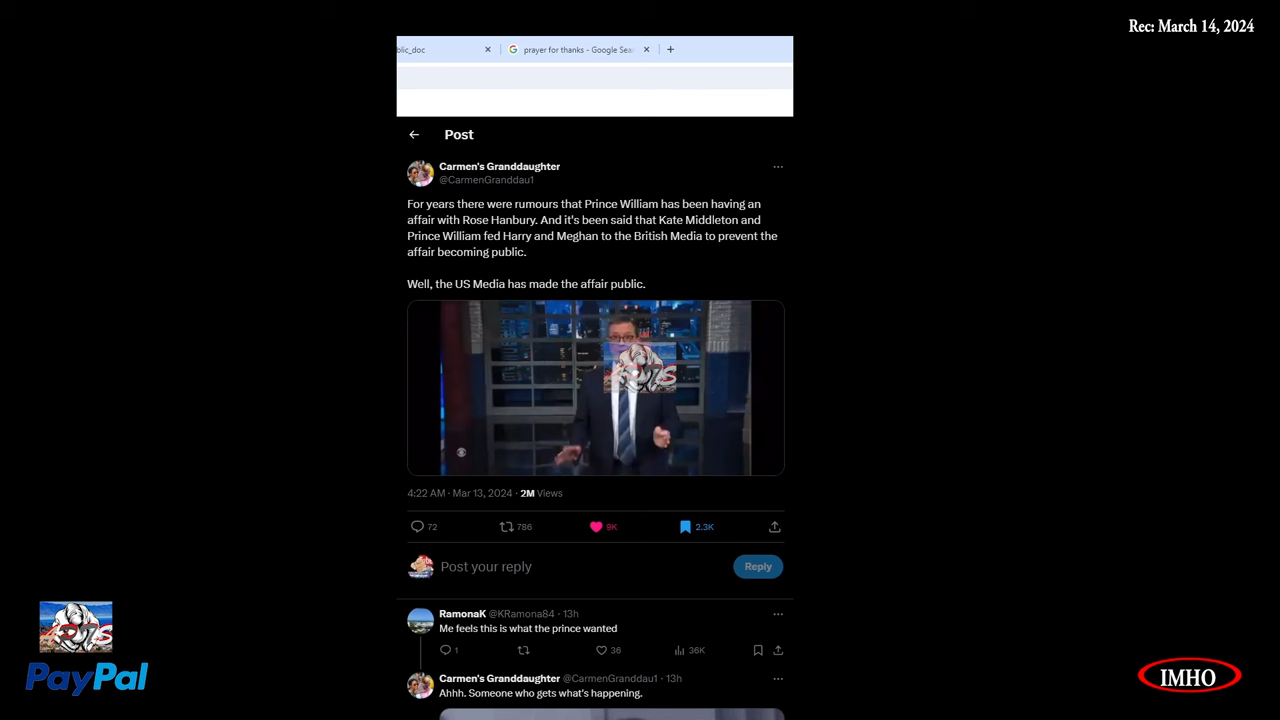 Rec: March 14, 2024
blic_doc
prayer for thanks - Google Sea
Post
Carmen's Granddaughter
@CarmenGranddau1
For years there were rumours that Prince William has been having an
affair with Rose Hanbury. And it's been said that Kate Middleton and
Prince William fed Harry and Meghan to the British Media to prevent the
affair becoming public.
Well, the US Media has made the affair public.
4:22 AM · Mar 13, 2024 · 2M Views
72 786 9K 2.3K
Post your reply
Reply
RamonaK @KRamona84 · 13h
Me feels this is what the prince wanted
1 36 36K
Carmen's Granddaughter @CarmenGranddau1 · 13h
Ahhh. Someone who gets what's happening.
PayPal
IMHO